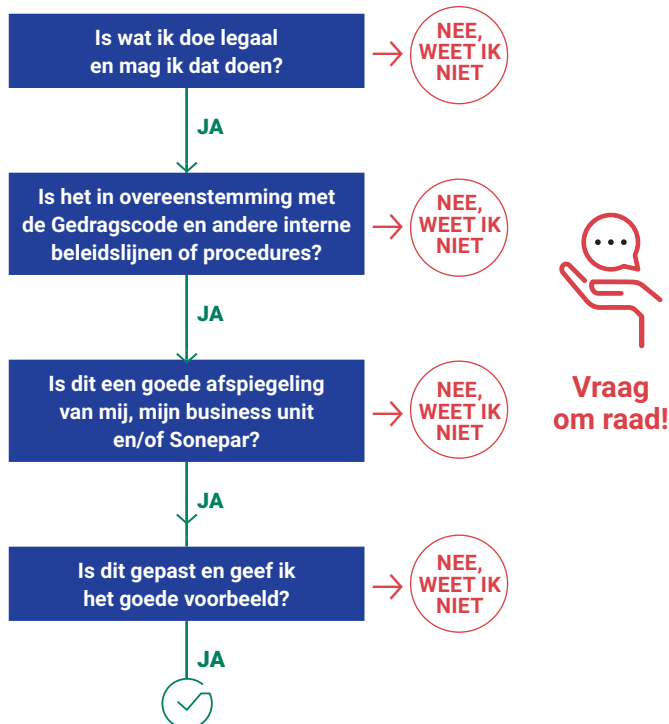 Is wat ik doe legaal
en mag ik dat doen?
NEE,
WEET IK
NIET
JA
Is het in overeenstemming met
de Gedragscode en andere interne
beleidslijnen of procedures?
NEE,
WEET IK
NIET
JA
Is dit een goede afspiegeling
van mij, mijn business unit
en/of Sonepar?
NEE,
WEET IK
NIET
Vraag
om raad!
JA
Is dit gepast en geef ik
het goede voorbeeld?
NEE,
WEET IK
NIET
JA